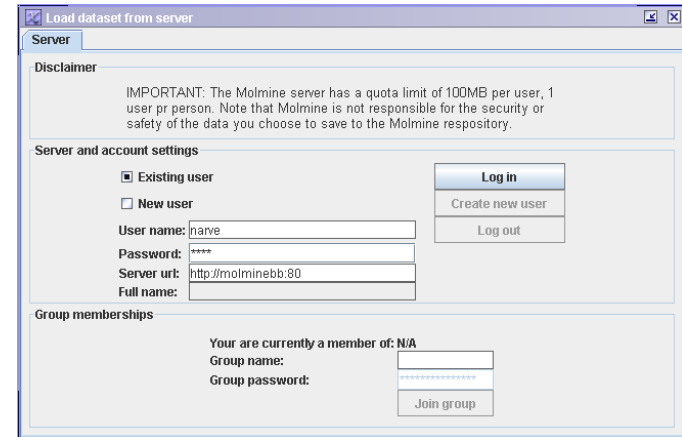 Load dataset from server
Server
Disclaimer
IMPORTANT: The Molmine server has a quota limit of 100MB per user, 1
user pr person. Note that Molmine is not responsible for the security or
safety of the data you choose to save to the Molmine respository.
Server and account settings
Existing user
Log in
New user
Create new user
User name: narve
Log out
Password: ****
Server url: http://molminebb:80
Full name:
Group memberships
Your are currently a member of: N/A
Group name:
Group password: ***************
Join group